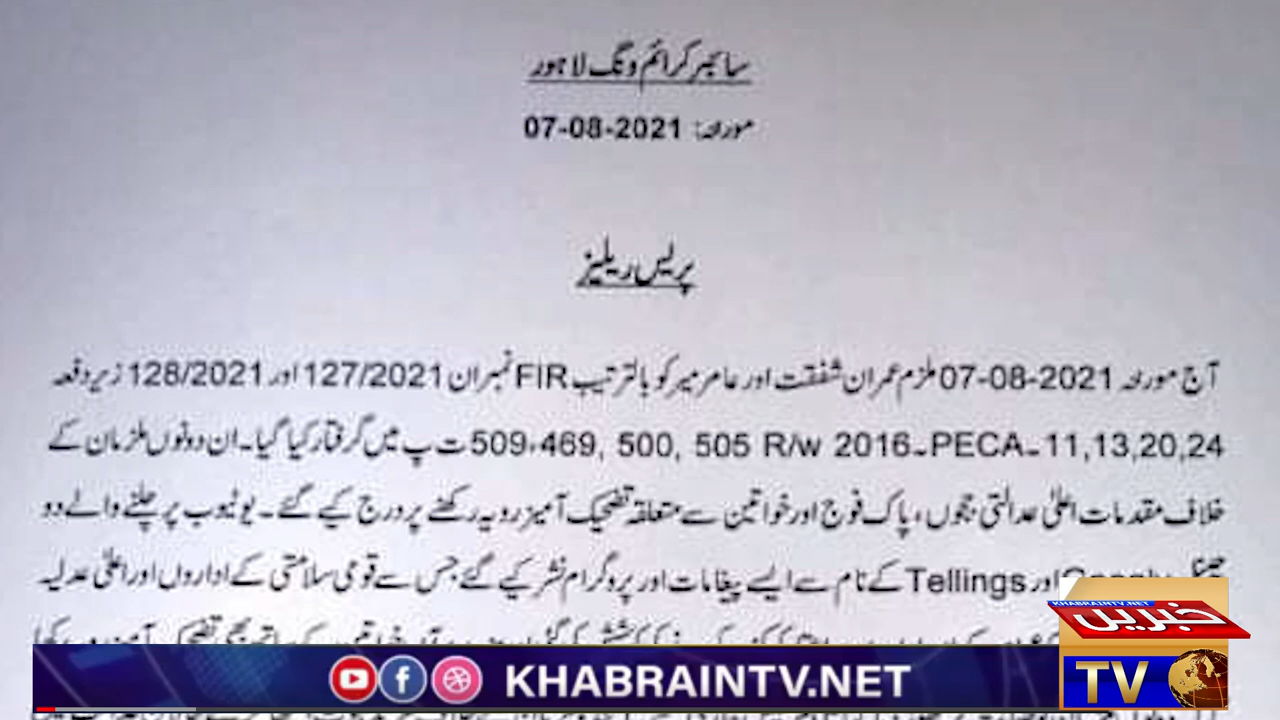 سائبر کرائم ونگ لاہور
مورخہ: 07-08-2021
پریس ریلیز
آج مورخہ 07-08-2021 ملزم عمران شفقت اور عامر میر کو بالترتیب FIR نمبران 127/2021 اور 128/2021 زیر دفعہ
11,13,20,24۔PECA۔2016 R/w 505 ,500 ,469،509 ت پ میں گرفتار کیا گیا۔ ان دونوں ملزمان کے
خلاف مقدمات اعلیٰ عدالتی ججوں، پاک فوج اور خواتین سے متعلقہ تضحیک آمیز رویہ رکھنے پر درج کیے گئے۔ یوٹیوب پر چلنے والے دو
اور Tellings کے نام سے ایسے پیغامات اور پروگرام نشر کیے گئے جس سے قومی سلامتی کے اداروں اور اعلیٰ عدلیہ
KHABRAINTV.NET
خبریں
TV
KHABRAINTV.NET